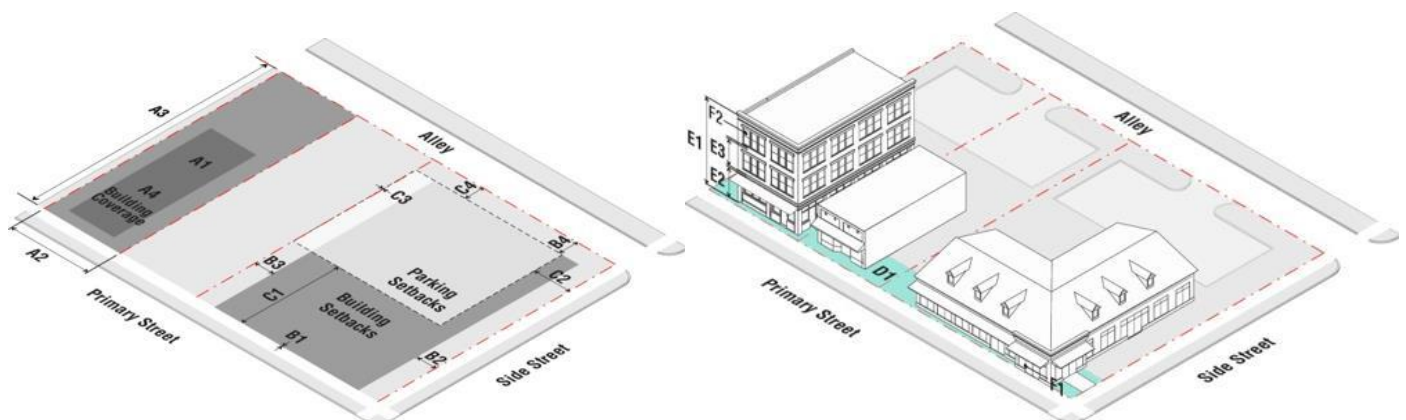 A3
Alley
A1
A4
Building
Coverage
A2
C3
C4
B4
B3
C1
C2
Parking
Setbacks
Building
Setbacks
B1
B2
Primary Street
Side Street
F2
E1
E3
E2
Alley
D1
Primary Street
F1
Side Street